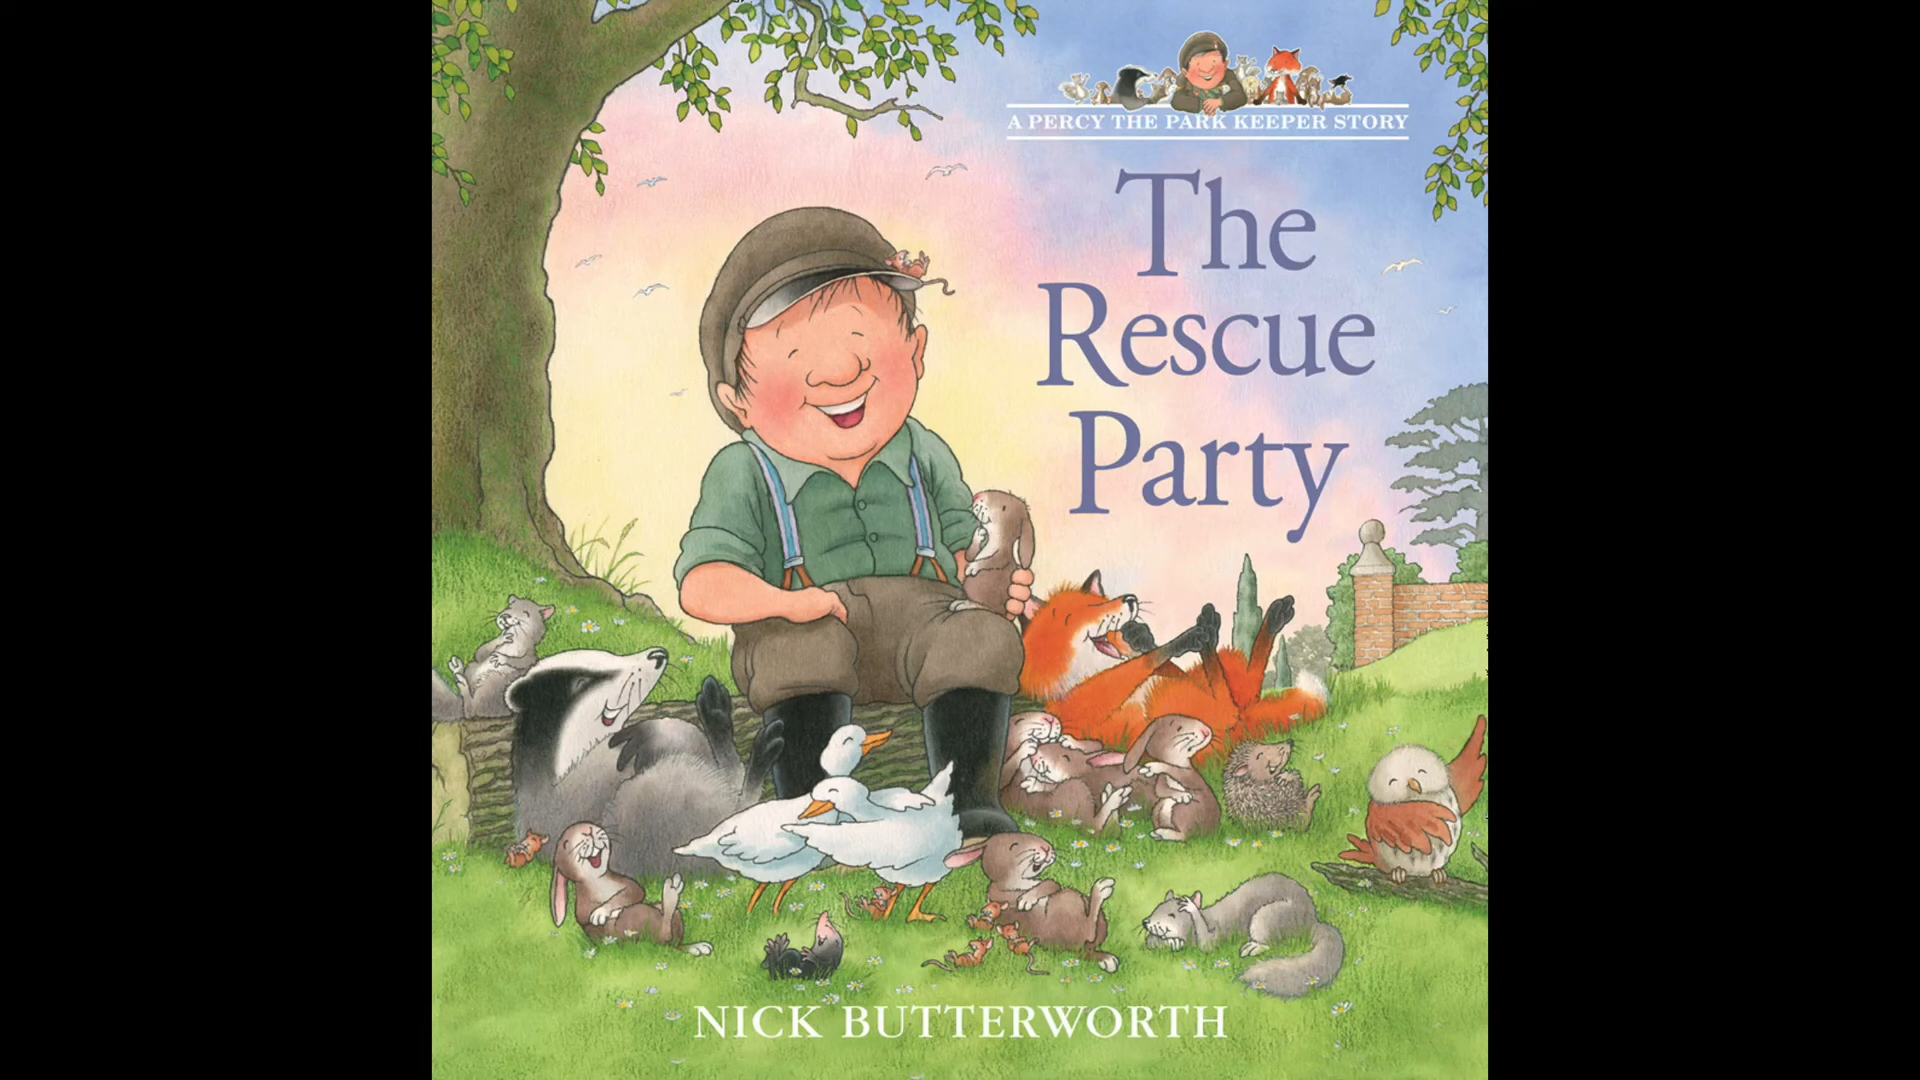 A PERCY THE PARK KEEPER STORY
The
Rescue
Party
NICK BUTTERWORTH